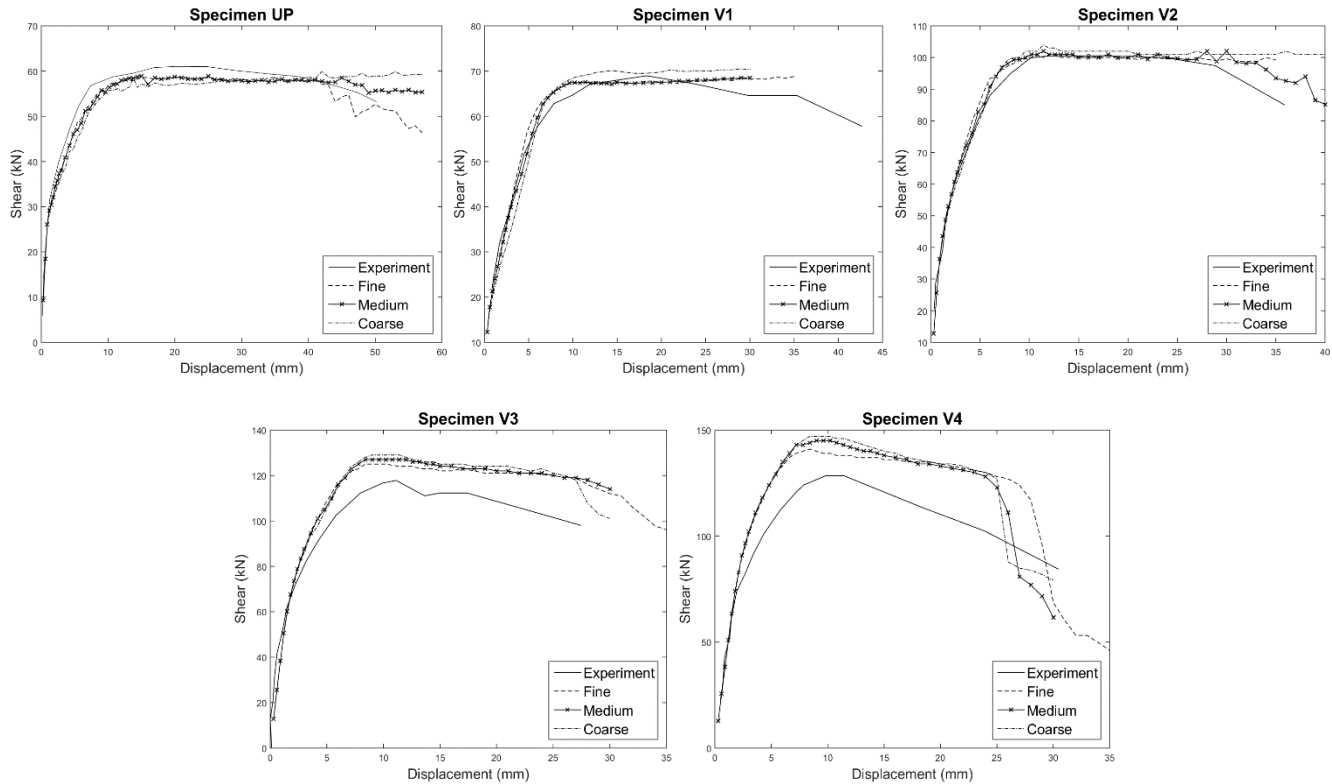 Specimen UP
70
60
50
40
30
20
10
0
0 10 20 30 40 50 60
Shear (kN)
Displacement (mm)
Experiment
Fine
Medium
Coarse
Specimen V1
80
70
60
50
40
30
20
10
0 5 10 15 20 25 30 35 40 45
Shear (kN)
Displacement (mm)
Experiment
Fine
Medium
Coarse
Specimen V2
110
100
90
80
70
60
50
40
30
20
10
0 5 10 15 20 25 30 35 40
Shear (kN)
Displacement (mm)
Experiment
Fine
Medium
Coarse
Specimen V3
140
120
100
80
60
40
20
0
0 5 10 15 20 25 30 35
Shear (kN)
Displacement (mm)
Experiment
Fine
Medium
Coarse
Specimen V4
150
100
50
0
0 5 10 15 20 25 30 35
Shear (kN)
Displacement (mm)
Experiment
Fine
Medium
Coarse